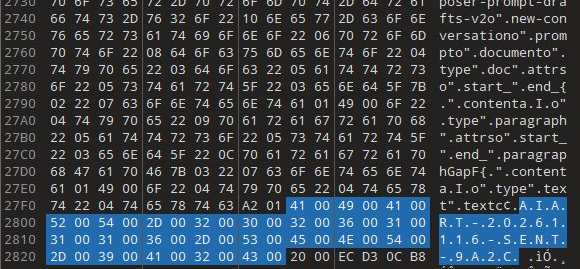 2730 70 6F 73 65 72 2D 70 72 6F 6D 70 74 2D 64 72 61 poser-prompt-dra
2740 66 74 73 2D 76 32 6F 22 10 6E 65 77 2D 63 6F 6E fts-v2o".new-con
2750 76 65 72 73 61 74 69 6F 6E 6F 22 06 70 72 6F 6D versationo".prom
2760 70 74 6F 22 08 64 6F 63 75 6D 65 6E 74 6F 22 04 pto".documento".
2770 74 79 70 65 22 03 64 6F 63 22 05 61 74 74 72 73 type".doc".attrs
2780 6F 22 05 73 74 61 72 74 5F 22 03 65 6E 64 5F 7B o".start_".end_{
2790 02 22 07 63 6F 6E 74 65 6E 74 61 01 49 00 6F 22 .".contenta.I.o"
27A0 04 74 79 70 65 22 09 70 61 72 61 67 72 61 70 68 .type".paragraph
27B0 22 05 61 74 74 72 73 6F 22 05 73 74 61 72 74 5F ".attrso".start_
27C0 22 03 65 6E 64 5F 22 0C 70 61 72 61 67 72 61 70 ".end_".paragrap
27D0 68 47 61 70 46 7B 03 22 07 63 6F 6E 74 65 6E 74 hGapF{.".content
27E0 61 01 49 00 6F 22 04 74 79 70 65 22 04 74 65 78 a.I.o".type".tex
27F0 74 22 04 74 65 78 74 63 A2 01 41 00 49 00 41 00 t".textc¢.A.I.A.
2800 52 00 54 00 2D 00 32 00 30 00 32 00 36 00 31 00 R.T.-.2.0.2.6.1.
2810 31 00 31 00 36 00 2D 00 53 00 45 00 4E 00 54 00 1.1.6.-.S.E.N.T.
2820 2D 00 39 00 41 00 32 00 43 00 20 00 EC D3 0C B8 -.9.A.2.C. .ìÓ.¸